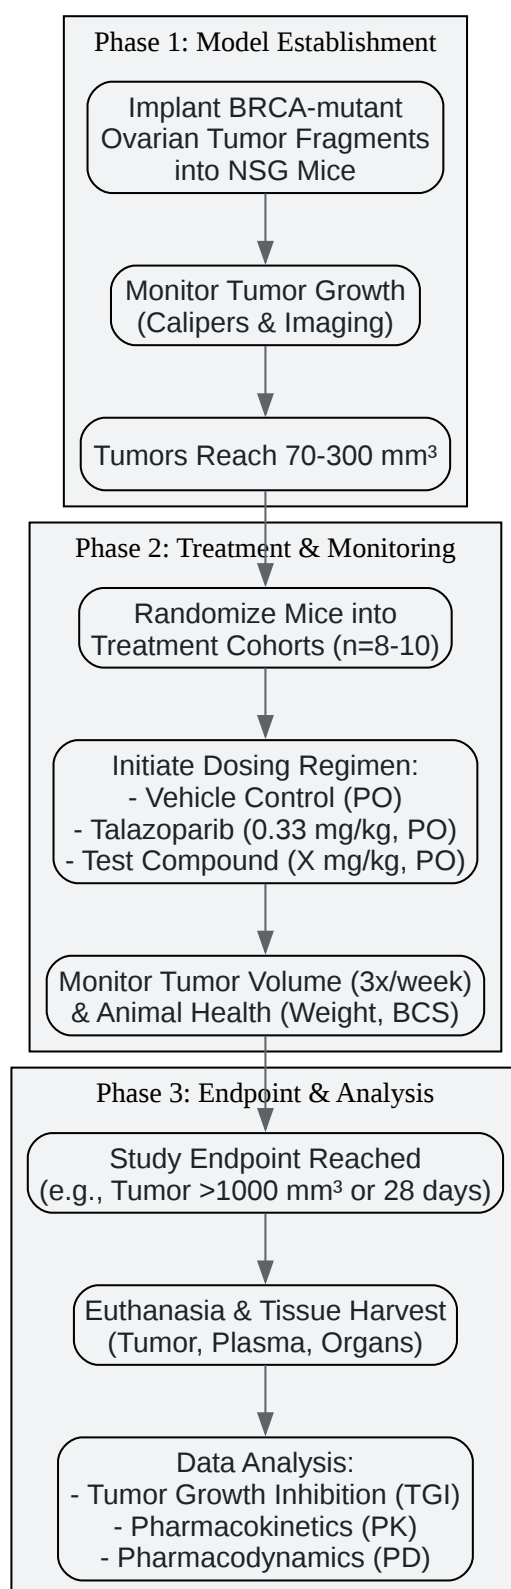 Phase 1: Model Establishment
Implant BRCA-mutant
Ovarian Tumor Fragments
into NSG Mice
Monitor Tumor Growth
(Calipers & Imaging)
Tumors Reach 70-300 mm³
Phase 2: Treatment & Monitoring
Randomize Mice into
Treatment Cohorts (n=8-10)
Initiate Dosing Regimen:
- Vehicle Control (PO)
- Talazoparib (0.33 mg/kg, PO)
- Test Compound (X mg/kg, PO)
Monitor Tumor Volume (3x/week)
& Animal Health (Weight, BCS)
Phase 3: Endpoint & Analysis
Study Endpoint Reached
(e.g., Tumor >1000 mm³ or 28 days)
Euthanasia & Tissue Harvest
(Tumor, Plasma, Organs)
Data Analysis:
- Tumor Growth Inhibition (TGI)
- Pharmacokinetics (PK)
- Pharmacodynamics (PD)